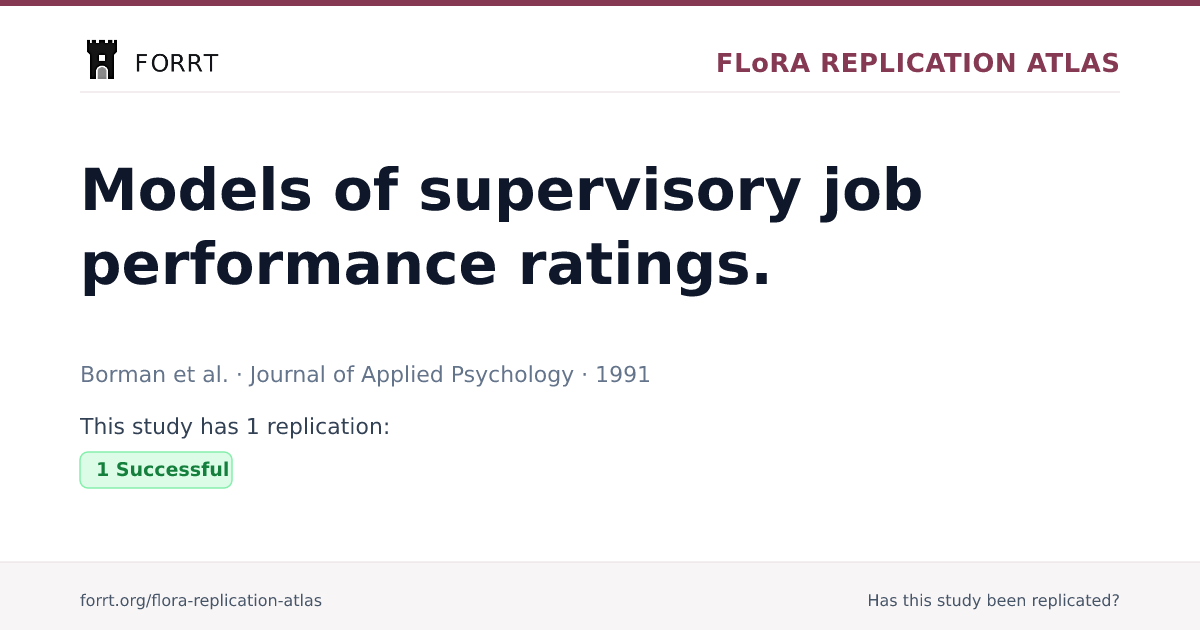 FORRT
FLoRA REPLICATION ATLAS
Models of supervisory job
performance ratings.
Borman et al. · Journal of Applied Psychology · 1991
This study has 1 replication:
1 Successful
forrt.org/flora-replication-atlas
Has this study been replicated?